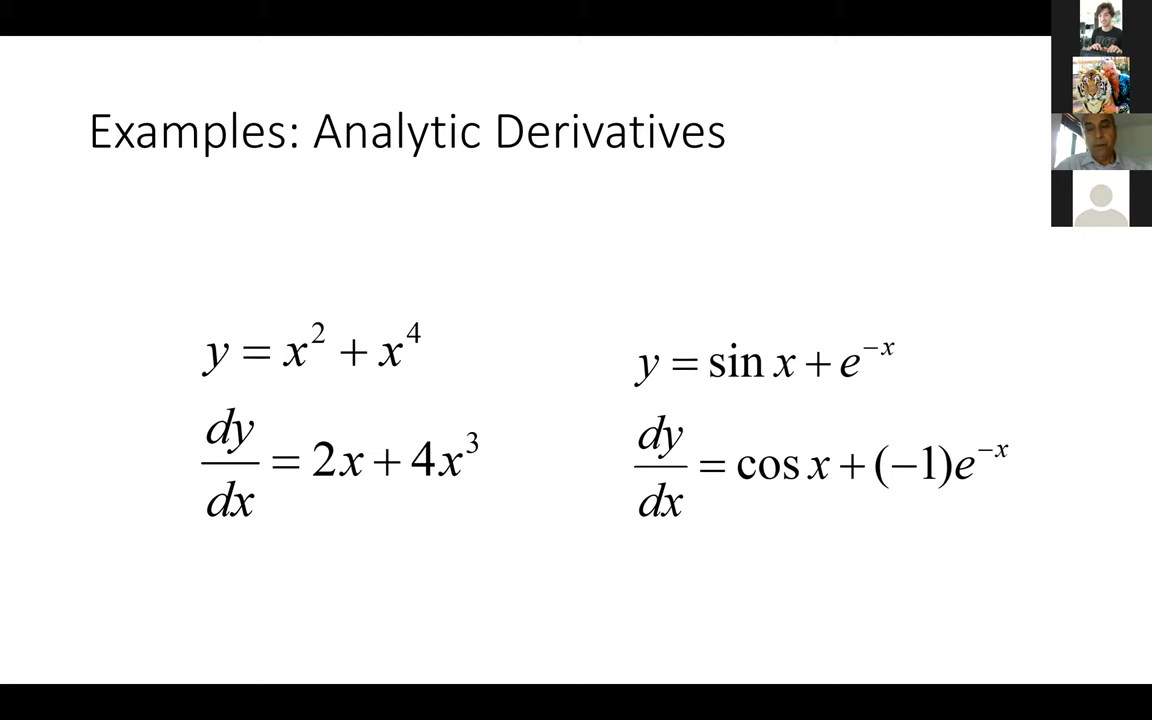 Examples: Analytic Derivatives
y = x² + x⁴
dy/dx = 2x + 4x³
y = sin x + e⁻ˣ
dy/dx = cos x + (−1)e⁻ˣ